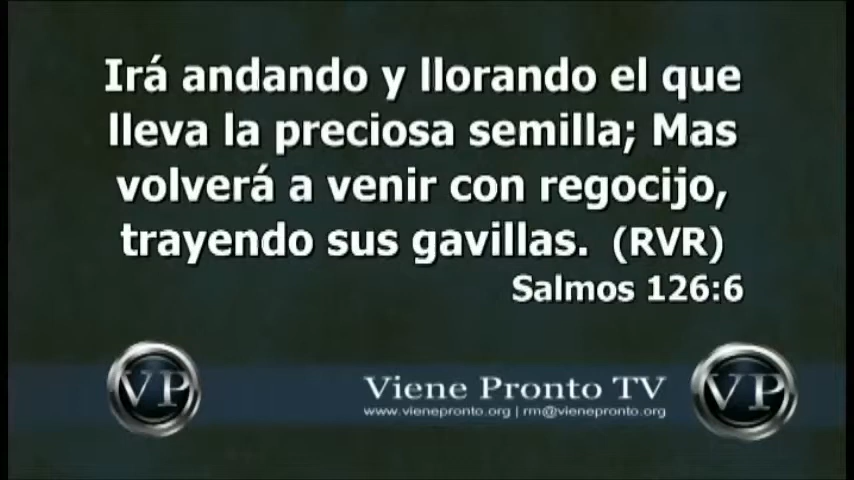 Irá andando y llorando el que
lleva la preciosa semilla; Mas
volverá a venir con regocijo,
trayendo sus gavillas. (RVR)
Salmos 126:6
VP
Viene Pronto TV
www.vienepronto.org | rm@vienepronto.org
VP